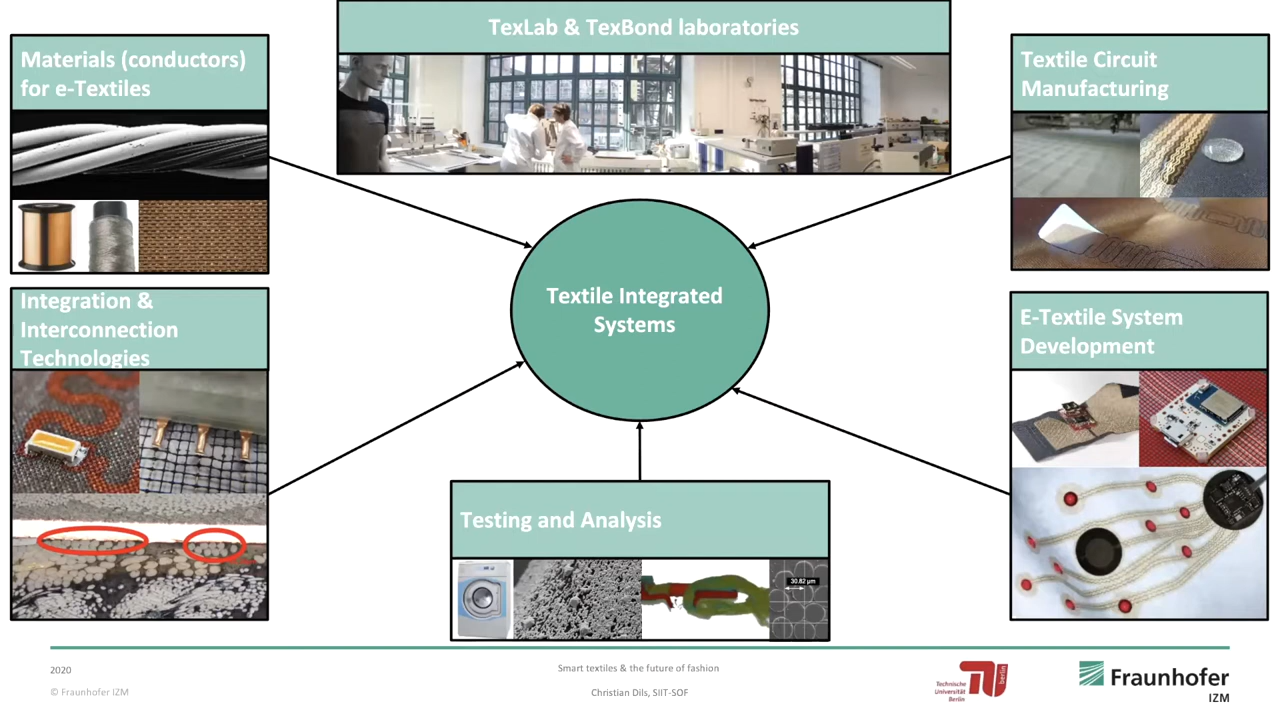 TexLab & TexBond laboratories
Materials (conductors)
for e-Textiles
Textile Circuit
Manufacturing
Textile Integrated
Systems
Integration &
Interconnection
Technologies
E-Textile System
Development
Testing and Analysis
30.82 µm
2020
© Fraunhofer IZM
Smart textiles & the future of fashion
Christian Dils, SIIT-SOF
Technische
Universität
Berlin
berlin
Fraunhofer
IZM